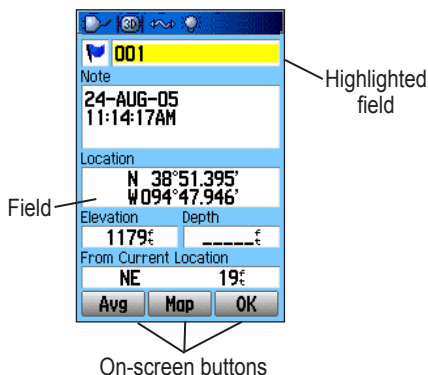 3D
001
Highlighted
field
Note
24-AUG-05
11:14:17AM
Location
N 38°51.395'
W094°47.946'
Field
Elevation Depth
1179ft _____ft
From Current Location
NE 19ft
Avg Map OK
On-screen buttons